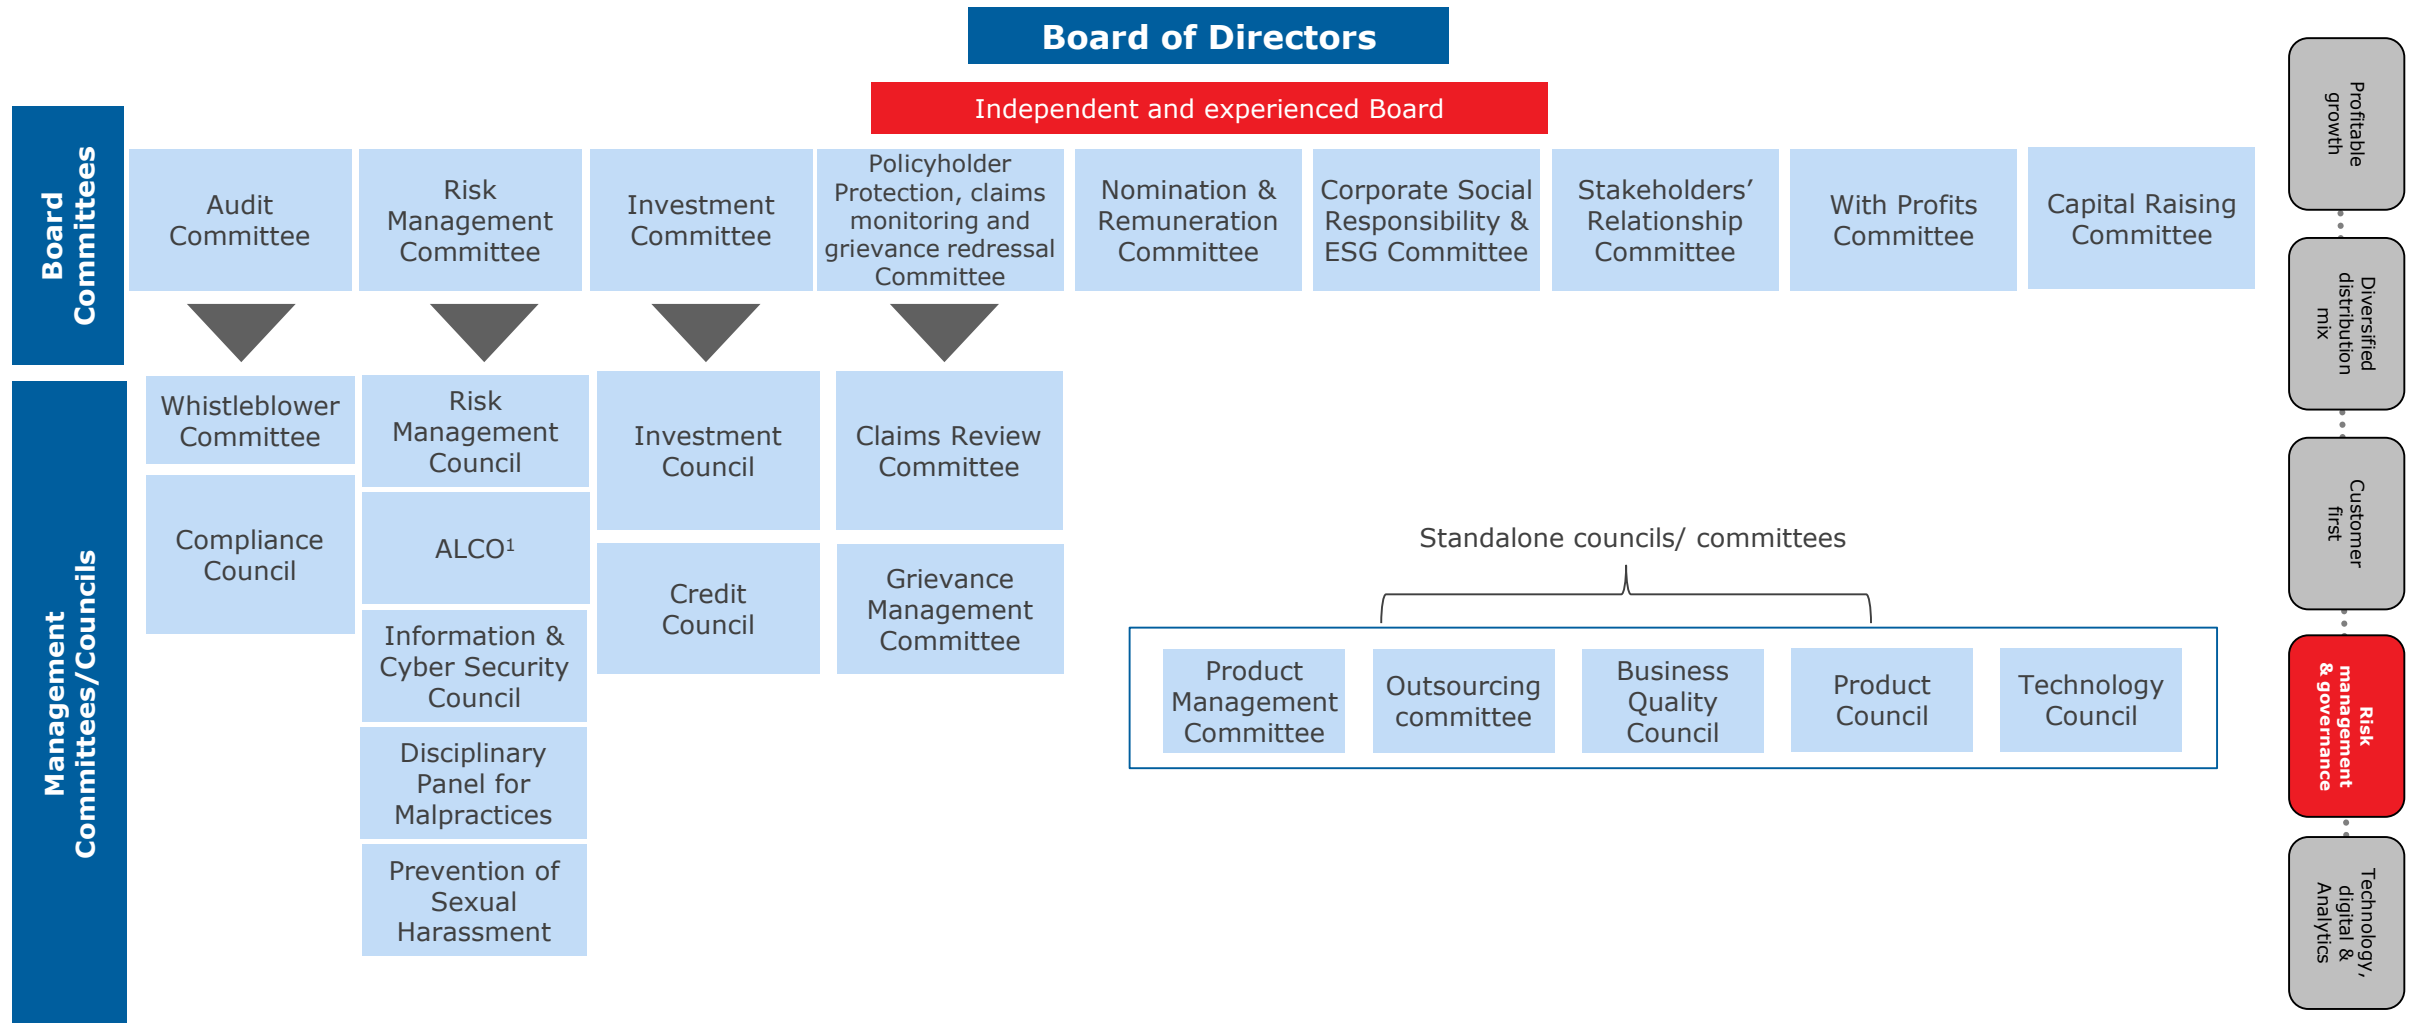 Board of Directors
Independent and experienced Board
Board
Committees
Audit
Committee
Risk
Management
Committee
Investment
Committee
Policyholder
Protection, claims
monitoring and
grievance redressal
Committee
Nomination &
Remuneration
Committee
Corporate Social
Responsibility &
ESG Committee
Stakeholders’
Relationship
Committee
With Profits
Committee
Capital Raising
Committee
Management
Committees/Councils
Whistleblower
Committee
Compliance
Council
Risk
Management
Council
ALCO¹
Information &
Cyber Security
Council
Disciplinary
Panel for
Malpractices
Prevention of
Sexual
Harassment
Investment
Council
Credit
Council
Claims Review
Committee
Grievance
Management
Committee
Standalone councils/ committees
Product
Management
Committee
Outsourcing
committee
Business
Quality
Council
Product
Council
Technology
Council
Profitable
growth
Diversified
distribution
mix
Customer
first
Risk
management
& governance
Technology,
digital &
Analytics